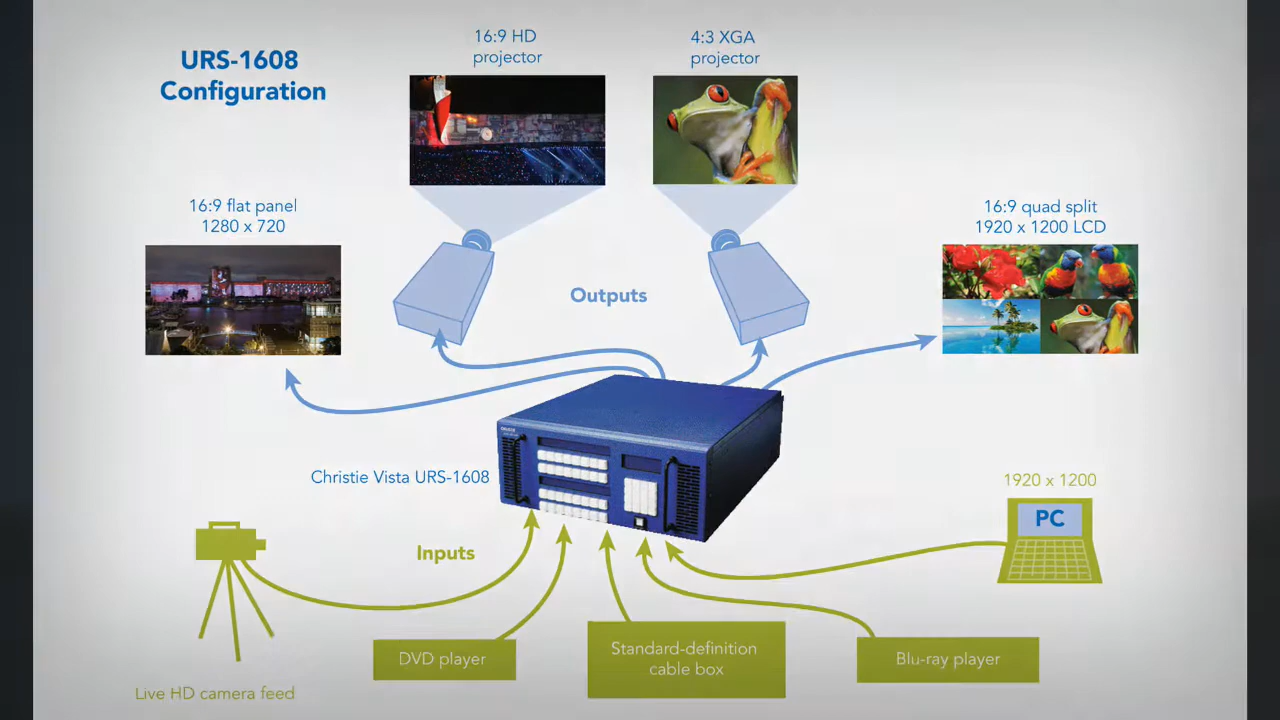 URS-1608
Configuration
16:9 HD
projector
4:3 XGA
projector
16:9 flat panel
1280 x 720
16:9 quad split
1920 x 1200 LCD
Outputs
Christie Vista URS-1608
1920 x 1200
PC
Inputs
DVD player
Standard-definition
cable box
Blu-ray player
Live HD camera feed